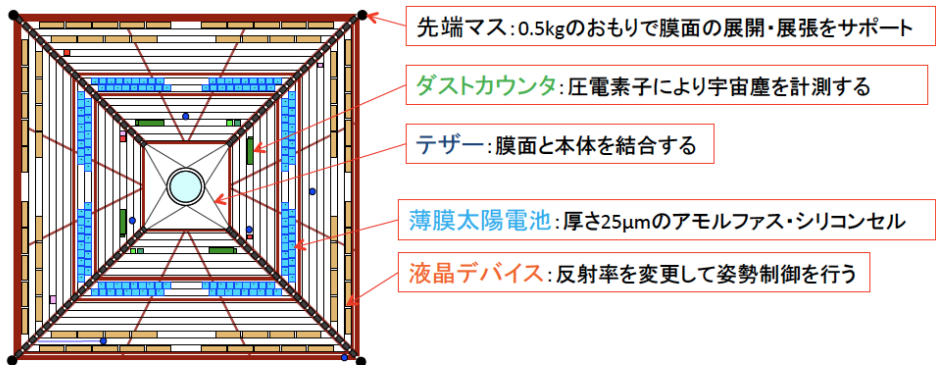 先端マス：0.5kgのおもりで膜面の展開・展張をサポート
ダストカウンタ：圧電素子により宇宙塵を計測する
テザー：膜面と本体を結合する
薄膜太陽電池：厚さ25μmのアモルファス・シリコンセル
液晶デバイス：反射率を変更して姿勢制御を行う